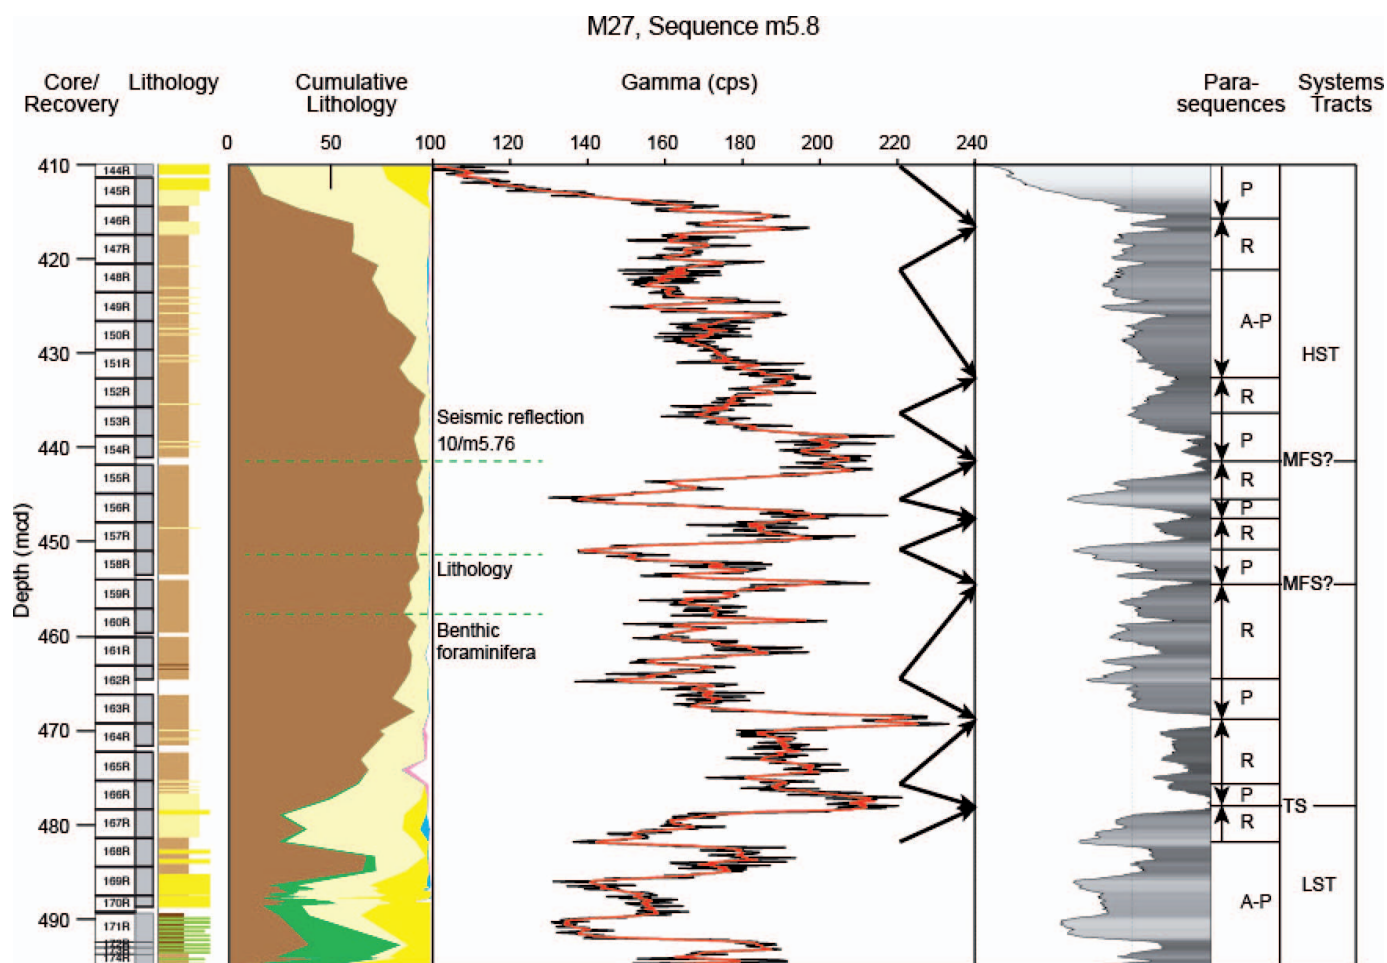 M27, Sequence m5.8
Core/
Recovery
Lithology
Cumulative
Lithology
Gamma (cps)
Para-
sequences
Systems
Tracts
0
50
100
120
140
160
180
200
220
240
Depth (mcd)
410
420
430
440
450
460
470
480
490
144R
145R
146R
147R
148R
149R
150R
151R
152R
153R
154R
155R
156R
157R
158R
159R
160R
161R
162R
163R
164R
165R
166R
167R
168R
169R
170R
171R
174R
Seismic reflection
10/m5.76
Lithology
Benthic
foraminifera
P
R
A-P
R
P
R
P
R
P
R
P
R
P
R
A-P
HST
MFS?
MFS?
TS
LST